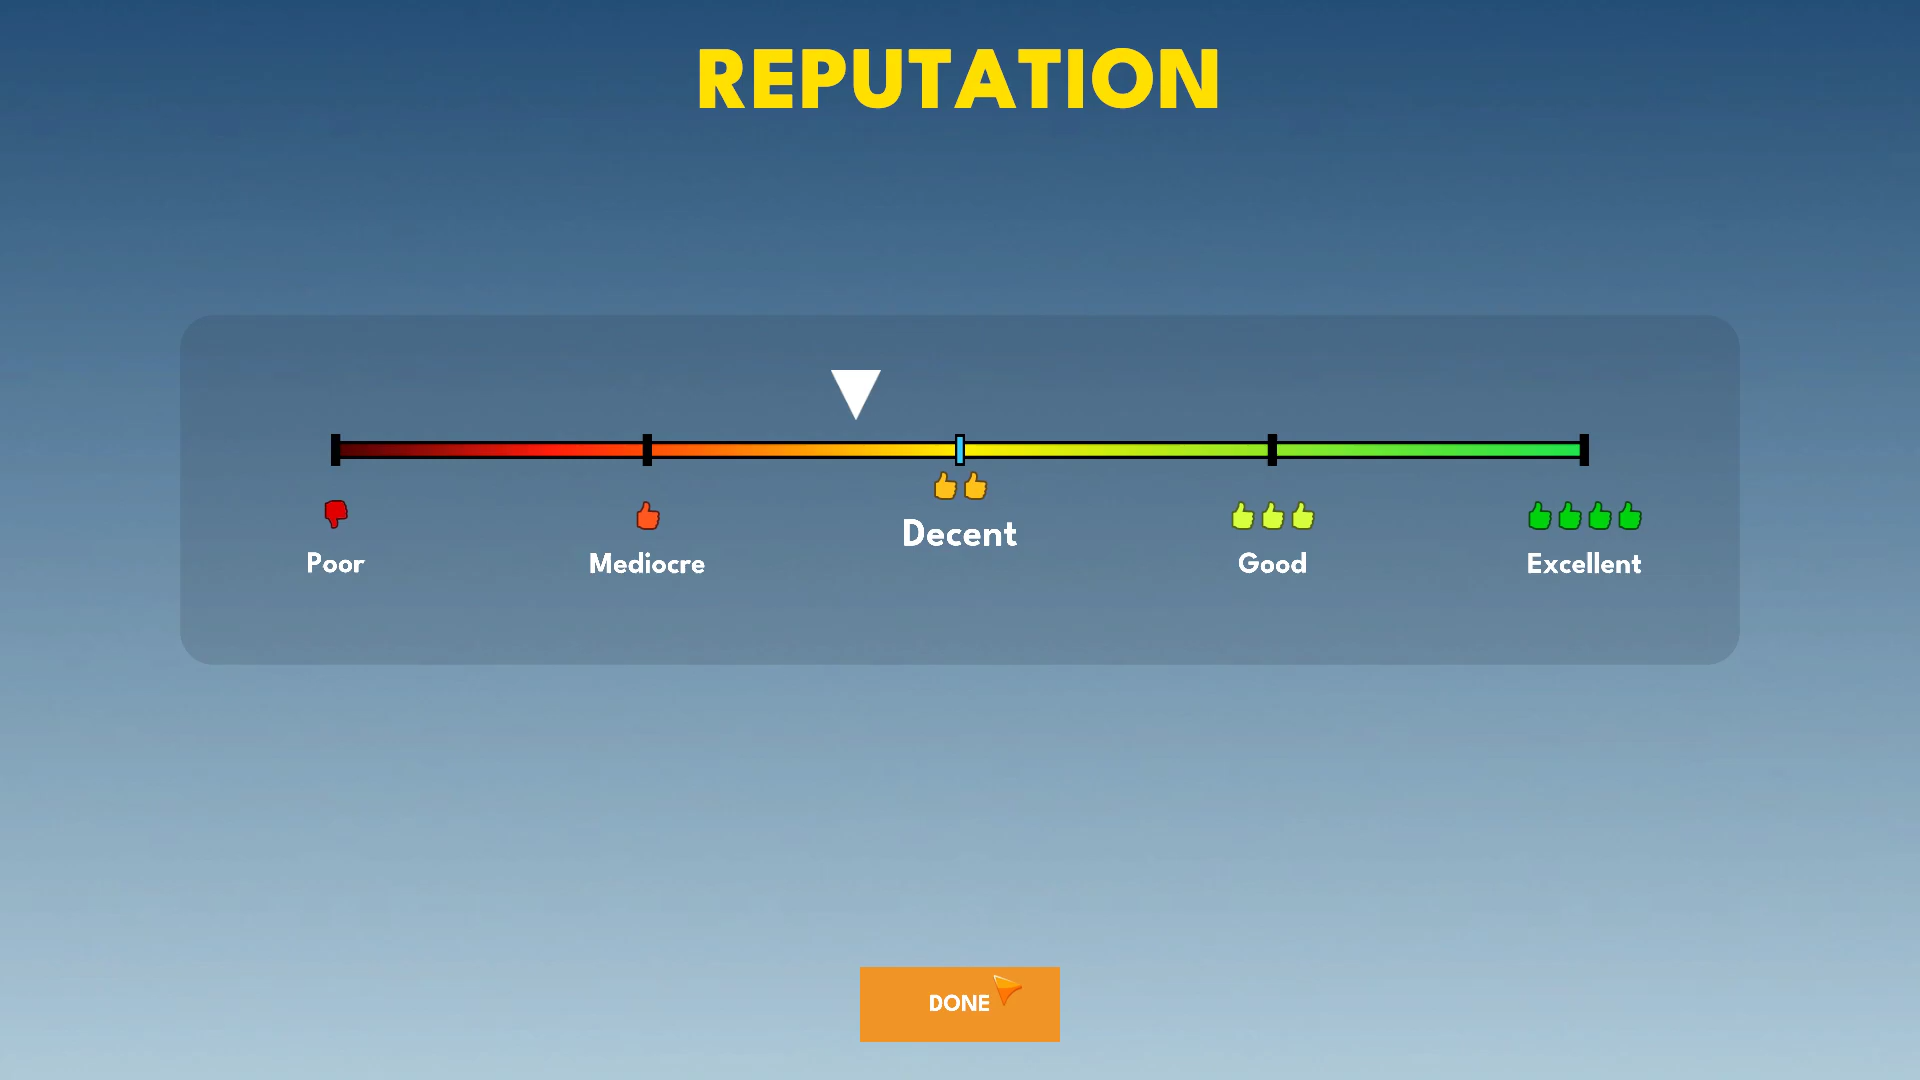 REPUTATION
Decent
Poor
Mediocre
Good
Excellent
DONE